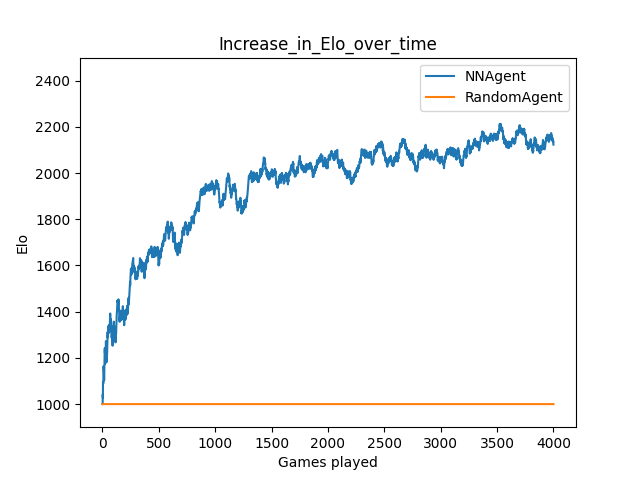 Increase_in_Elo_over_time
NNAgent
RandomAgent
2400
2200
2000
1800
1600
1400
1200
1000
Elo
0 500 1000 1500 2000 2500 3000 3500 4000
Games played